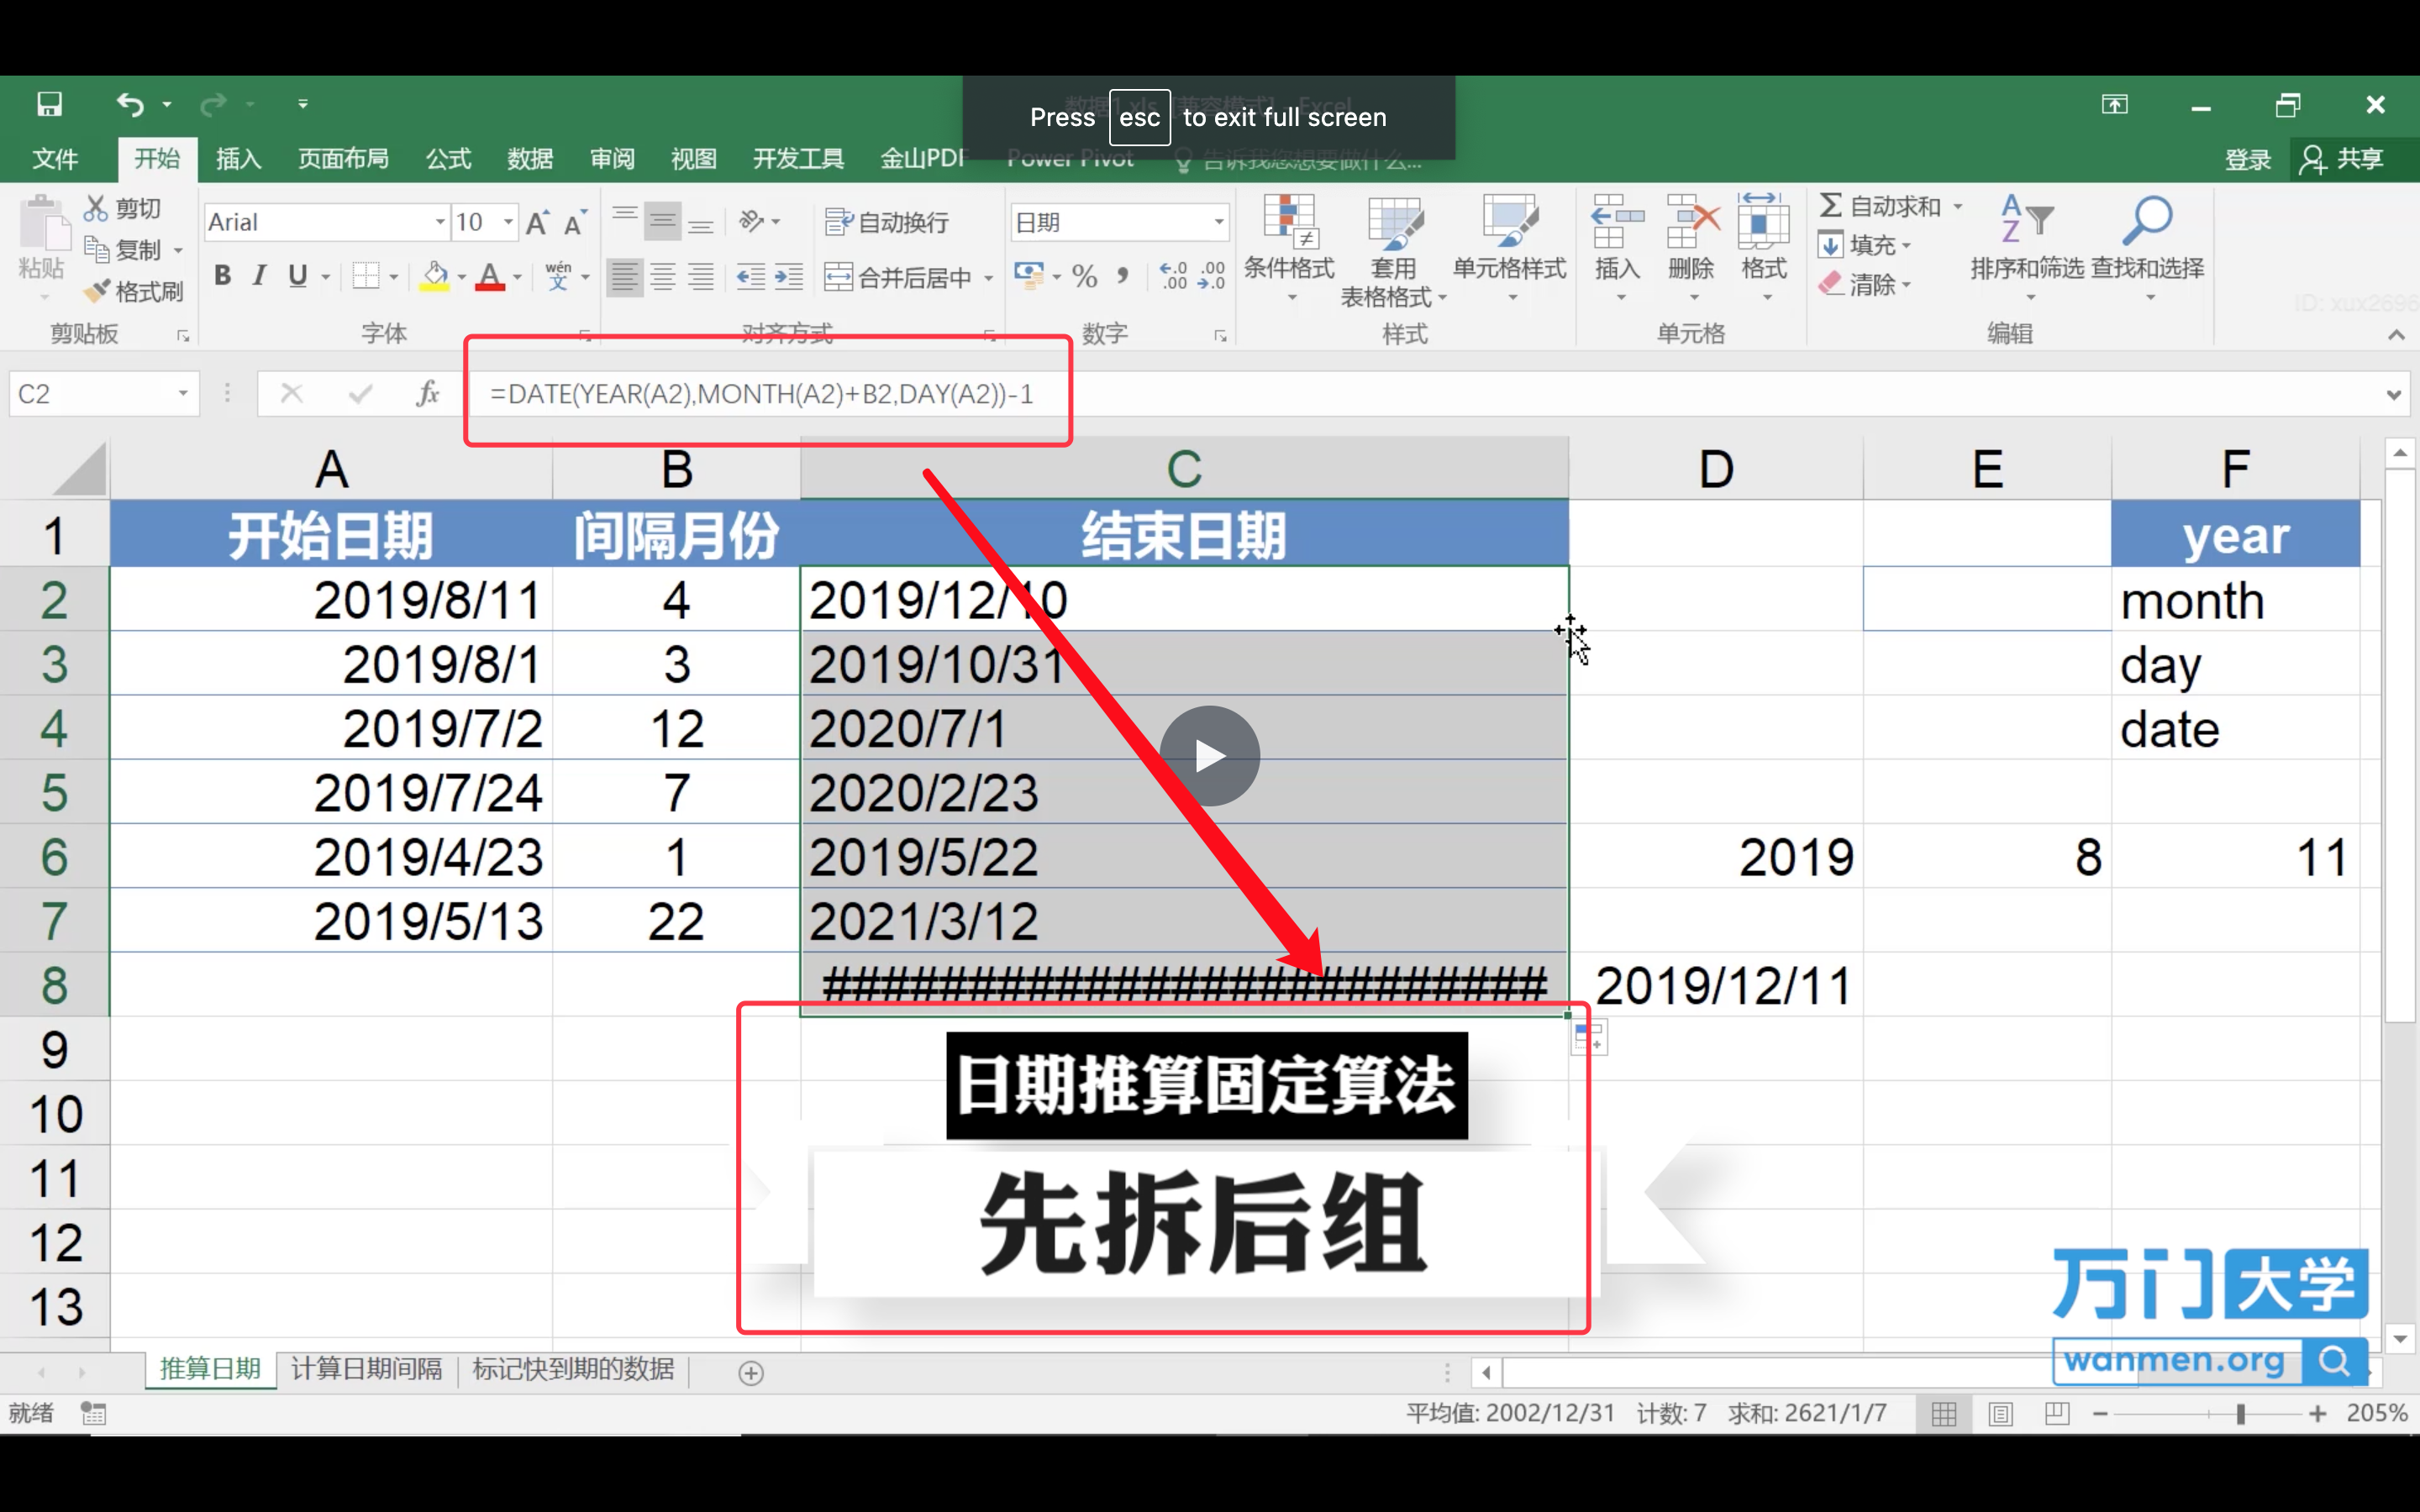 数据1.xls [兼容模式] - Excel
Press esc to exit full screen
文件 开始 插入 页面布局 公式 数据 审阅 视图 开发工具 金山PDF Power Pivot 告诉我您想要做什么... 登录 共享
剪切
复制
格式刷
粘贴
剪贴板
Arial 10
B I U wén 文
字体
自动换行
合并后居中
对齐方式
日期
% , .0 .00 .00 .0
数字
条件格式 套用表格格式 单元格样式
样式
插入 删除 格式
单元格
Σ 自动求和
填充
清除
排序和筛选 查找和选择
编辑
ID: xux2696
C2 fx =DATE(YEAR(A2),MONTH(A2)+B2,DAY(A2))-1
A B C D E F
1 开始日期 间隔月份 结束日期 year
2 2019/8/11 4 2019/12/10 month
3 2019/8/1 3 2019/10/31 day
4 2019/7/2 12 2020/7/1 date
5 2019/7/24 7 2020/2/23
6 2019/4/23 1 2019/5/22 2019 8 11
7 2019/5/13 22 2021/3/12
8 ######################### 2019/12/11
9
10
11
12
13
日期推算固定算法
先拆后组
万门大学
wanmen.org
推算日期 计算日期间隔 标记快到期的数据
就绪 平均值: 2002/12/31 计数: 7 求和: 2621/1/7 205%